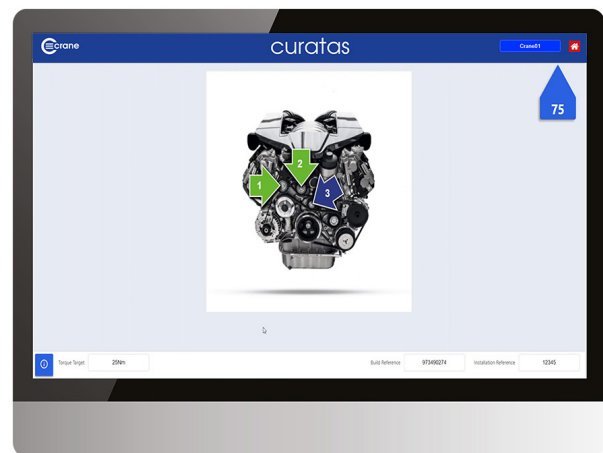 crane
curatas
Crane01
75
2
1
3
Torque Target
25Nm
Build Reference
973490274
Installation Reference
12345